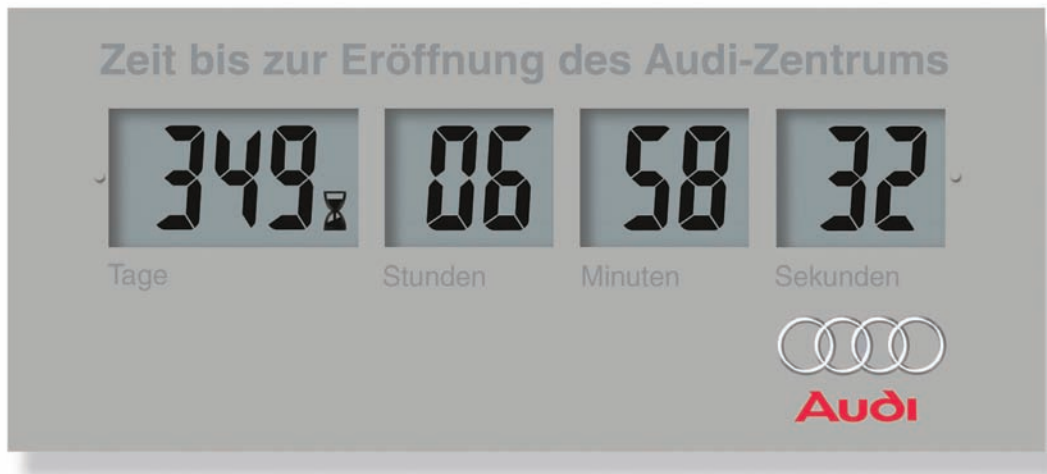 Zeit bis zur Eröffnung des Audi-Zentrums
349 06 58 32
Tage Stunden Minuten Sekunden
Audi